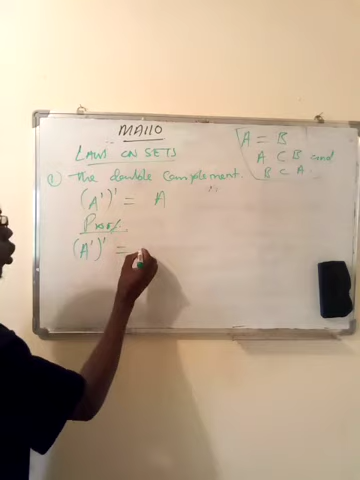 MA110
LAWS ON SETS
1) The double Complement.
(A')' = A
Proof
(A')' =
A = B
A ⊂ B and
B ⊂ A.